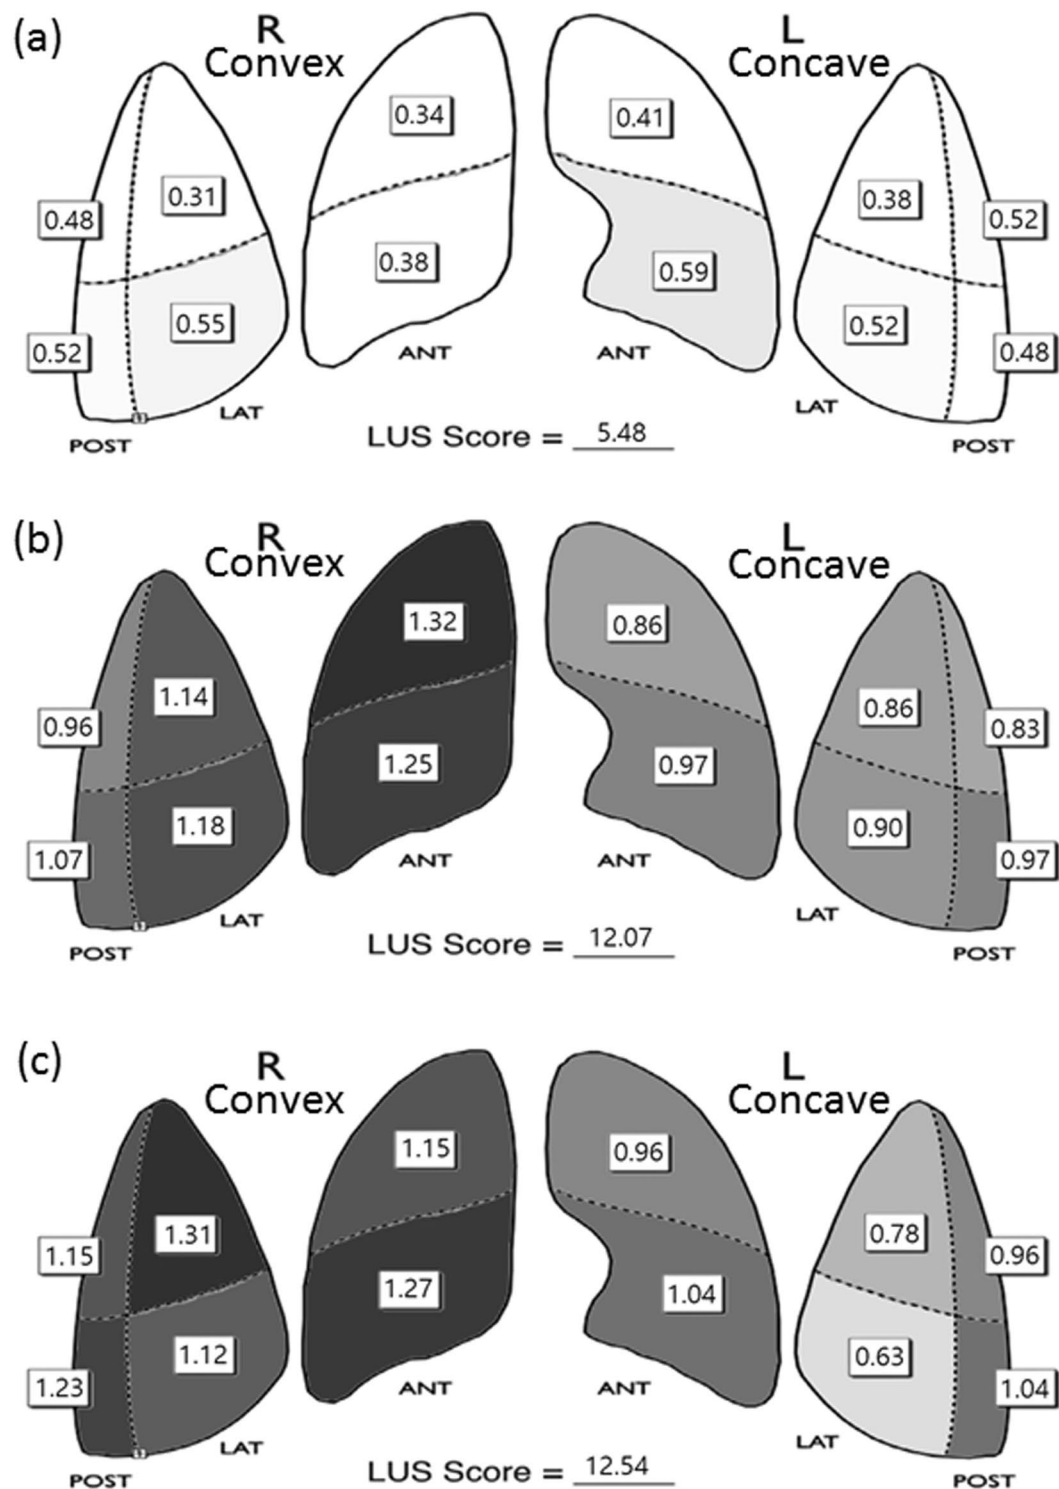 (a)
R
Convex
L
Concave
0.34
0.41
0.31
0.38
0.48
0.52
0.38
0.59
0.55
0.52
0.52
0.48
ANT
ANT
LAT
LAT
POST
POST
LUS Score = 5.48
(b)
R
Convex
L
Concave
1.32
0.86
1.14
0.86
0.96
0.83
1.25
0.97
1.18
0.90
1.07
0.97
ANT
ANT
LAT
LAT
POST
POST
LUS Score = 12.07
(c)
R
Convex
L
Concave
1.15
0.96
1.31
0.78
1.15
0.96
1.27
1.04
1.12
0.63
1.23
1.04
ANT
ANT
LAT
LAT
POST
POST
LUS Score = 12.54